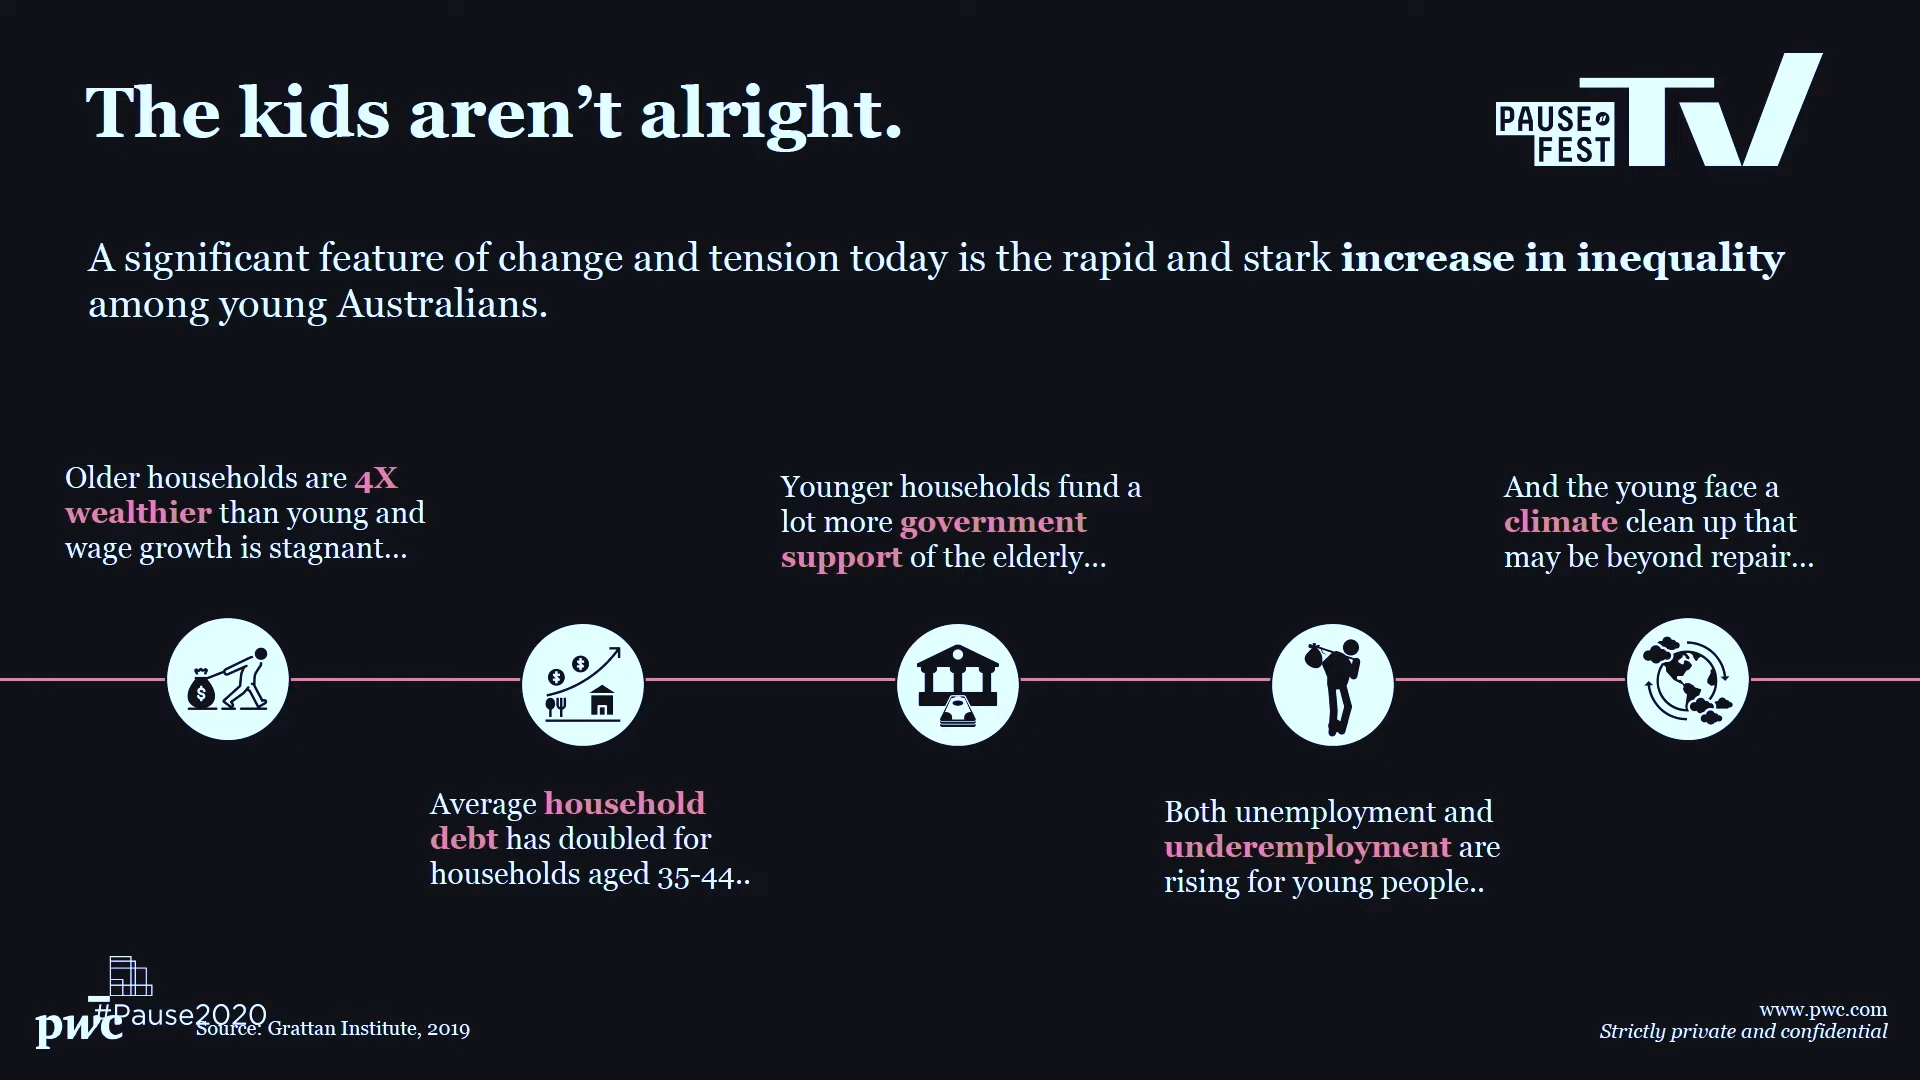 The kids aren't alright.
PAUSE
FEST
TV
A significant feature of change and tension today is the rapid and stark increase in inequality
among young Australians.
Older households are 4X
wealthier than young and
wage growth is stagnant...
Younger households fund a
lot more government
support of the elderly...
And the young face a
climate clean up that
may be beyond repair...
Average household
debt has doubled for
households aged 35-44..
Both unemployment and
underemployment are
rising for young people..
#Pause2020
pwc
Source: Grattan Institute, 2019
www.pwc.com
Strictly private and confidential